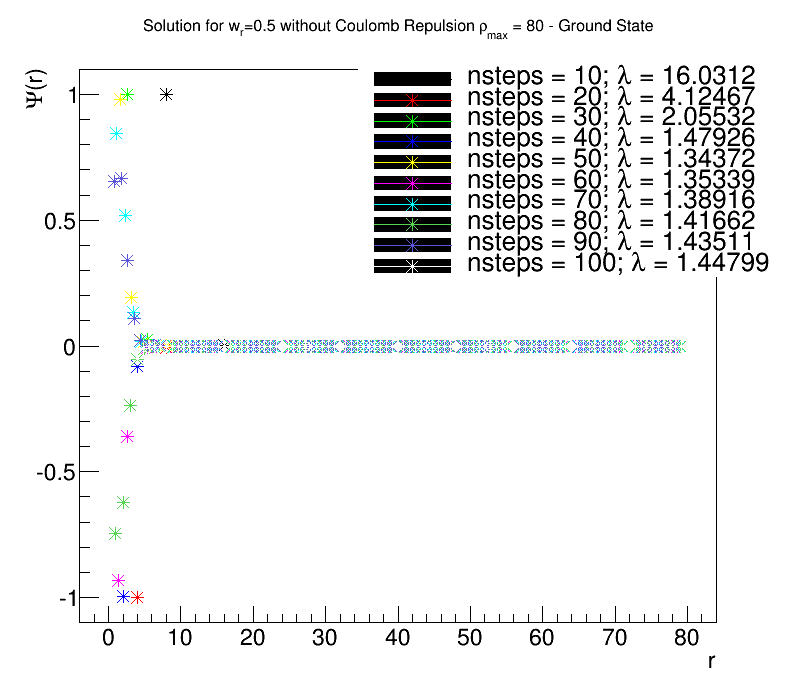 Solution for wr=0.5 without Coulomb Repulsion ρmax = 80 - Ground State
Ψ(r)
nsteps = 10; λ = 16.0312
nsteps = 20; λ = 4.12467
nsteps = 30; λ = 2.05532
nsteps = 40; λ = 1.47926
nsteps = 50; λ = 1.34372
nsteps = 60; λ = 1.35339
nsteps = 70; λ = 1.38916
nsteps = 80; λ = 1.41662
nsteps = 90; λ = 1.43511
nsteps = 100; λ = 1.44799
1
0.5
0
-0.5
-1
0 10 20 30 40 50 60 70 80
r